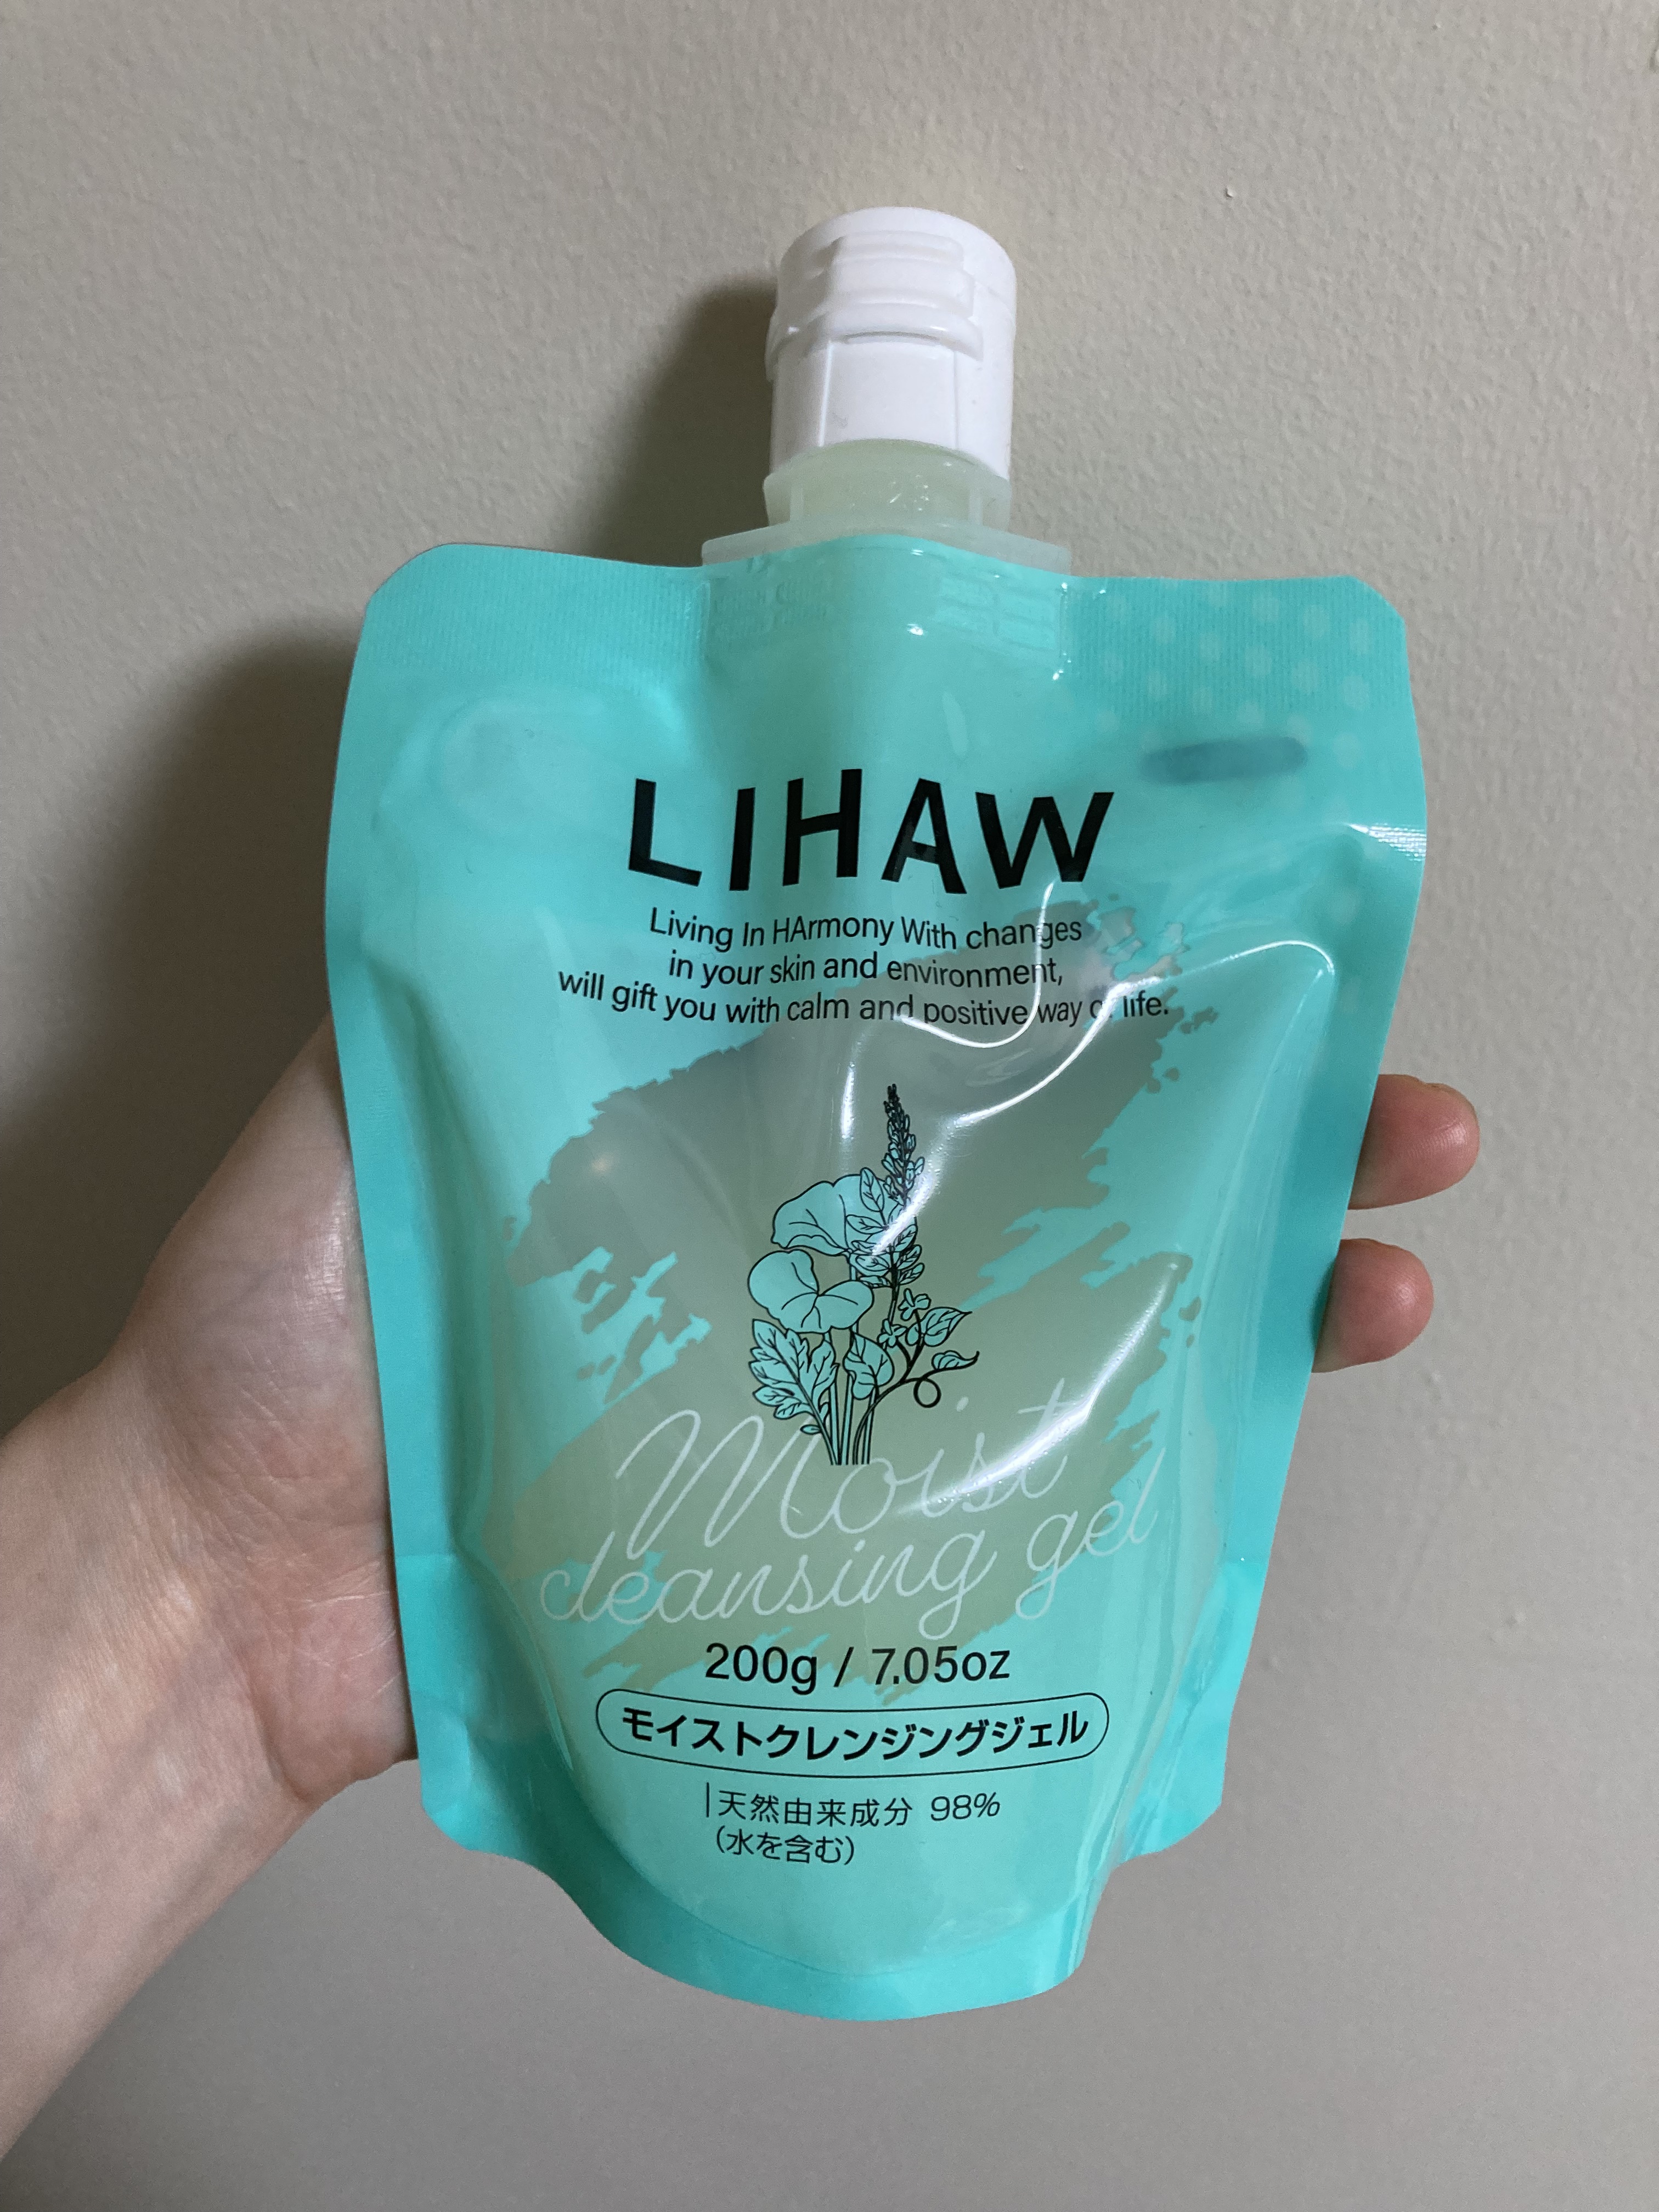 LIHAW
Living In HArmony With changes
in your skin and environment,
will gift you with calm and positive way of life.
Moist
cleansing gel
200g / 7.05oz
モイストクレンジングジェル
天然由来成分 98%
(水を含む)